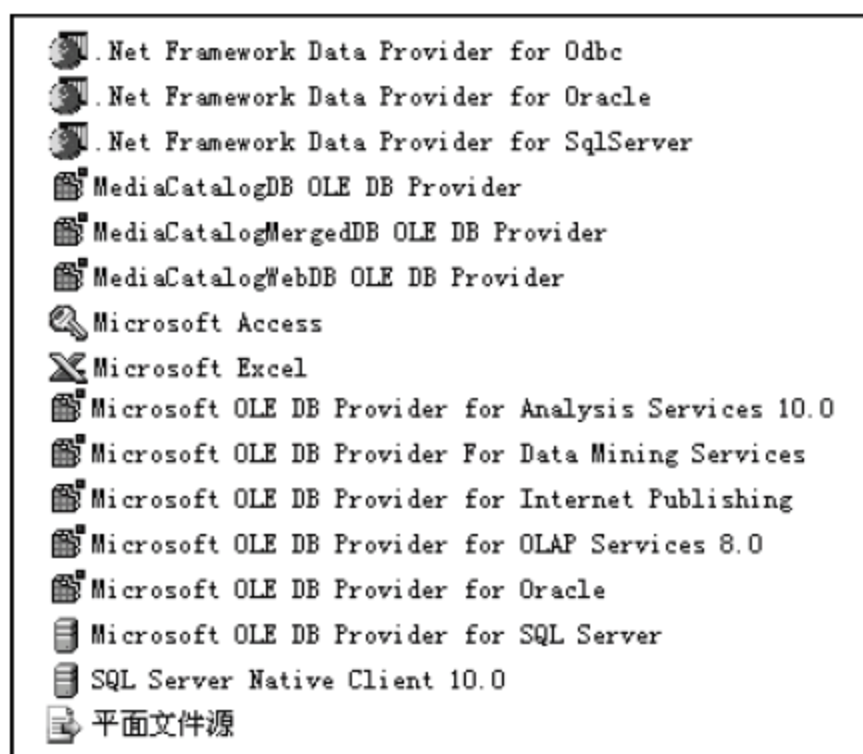 .Net Framework Data Provider for Odbc
.Net Framework Data Provider for Oracle
.Net Framework Data Provider for SqlServer
MediaCatalogDB OLE DB Provider
MediaCatalogMergedDB OLE DB Provider
MediaCatalogWebDB OLE DB Provider
Microsoft Access
Microsoft Excel
Microsoft OLE DB Provider for Analysis Services 10.0
Microsoft OLE DB Provider For Data Mining Services
Microsoft OLE DB Provider for Internet Publishing
Microsoft OLE DB Provider for OLAP Services 8.0
Microsoft OLE DB Provider for Oracle
Microsoft OLE DB Provider for SQL Server
SQL Server Native Client 10.0
平面文件源